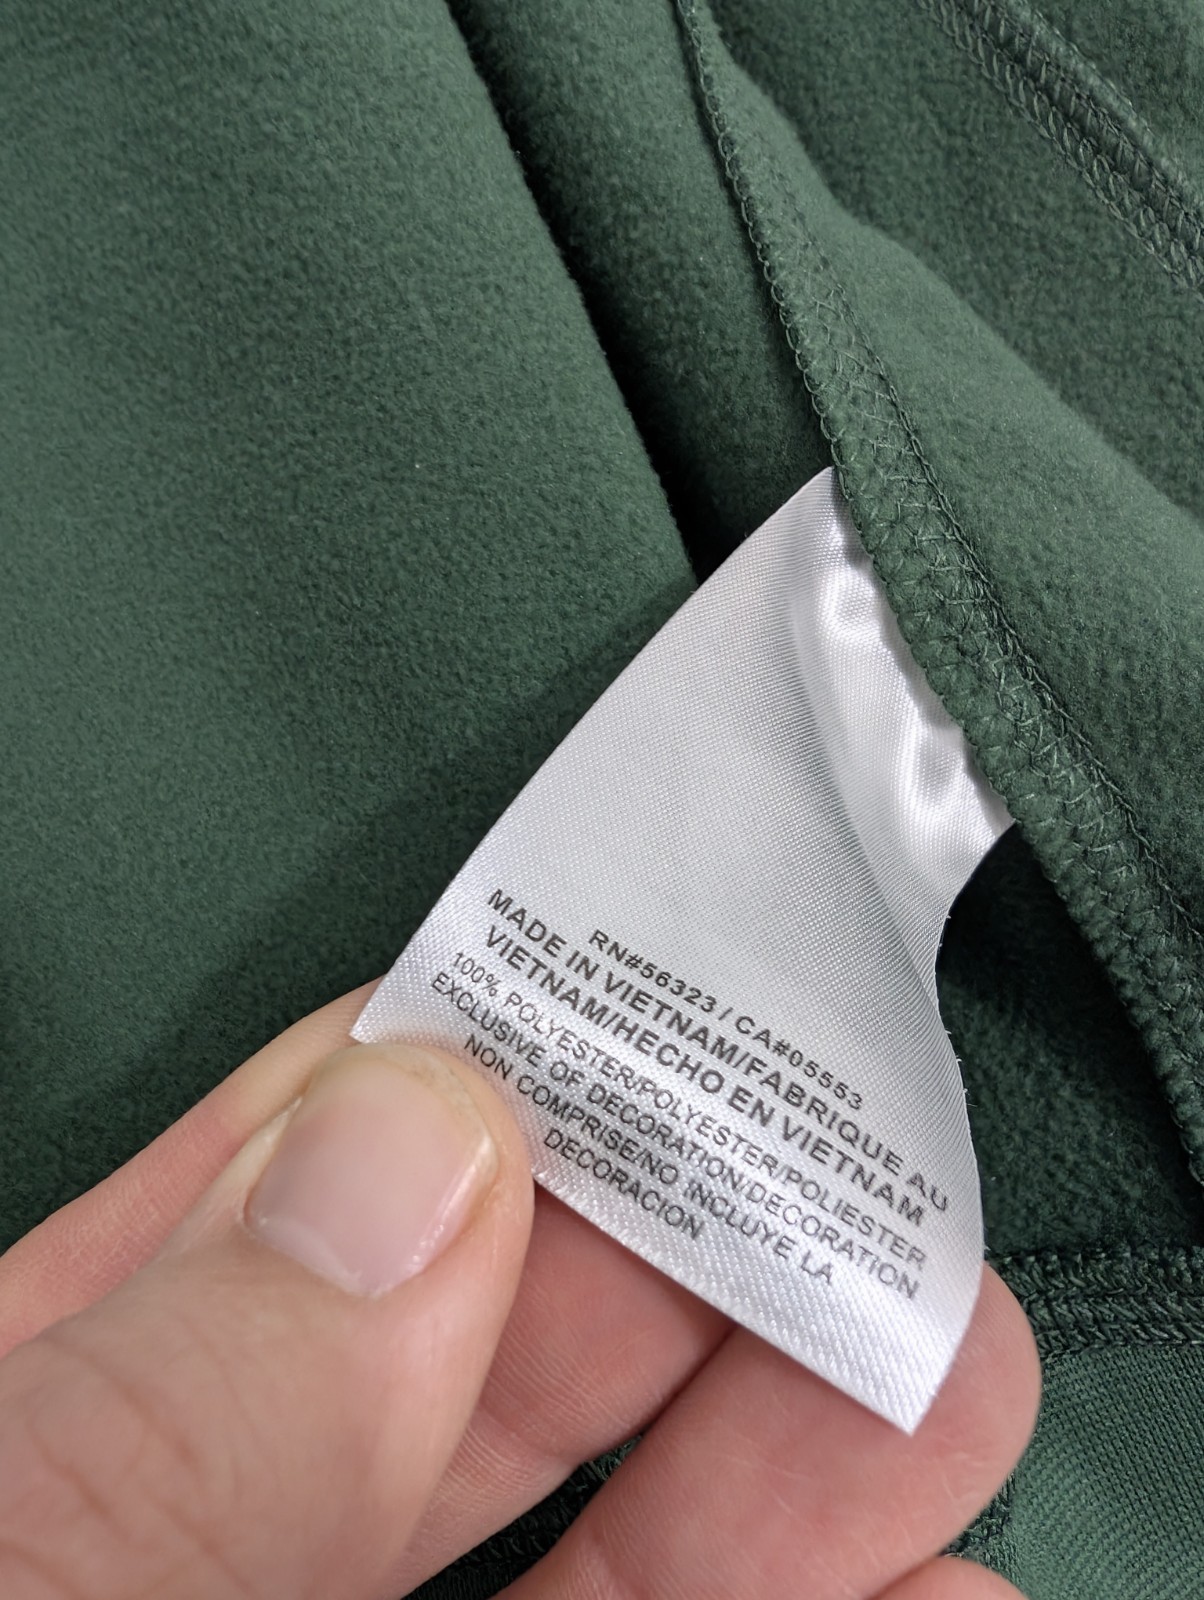 RN#56323 / CA#05553
MADE IN VIETNAM/FABRIQUE AU
VIETNAM/HECHO EN VIETNAM
100% POLYESTER/POLYESTER/POLIESTER
EXCLUSIVE OF DECORATION/DECORATION
NON COMPRISE/NO INCLUYE LA
DECORACION